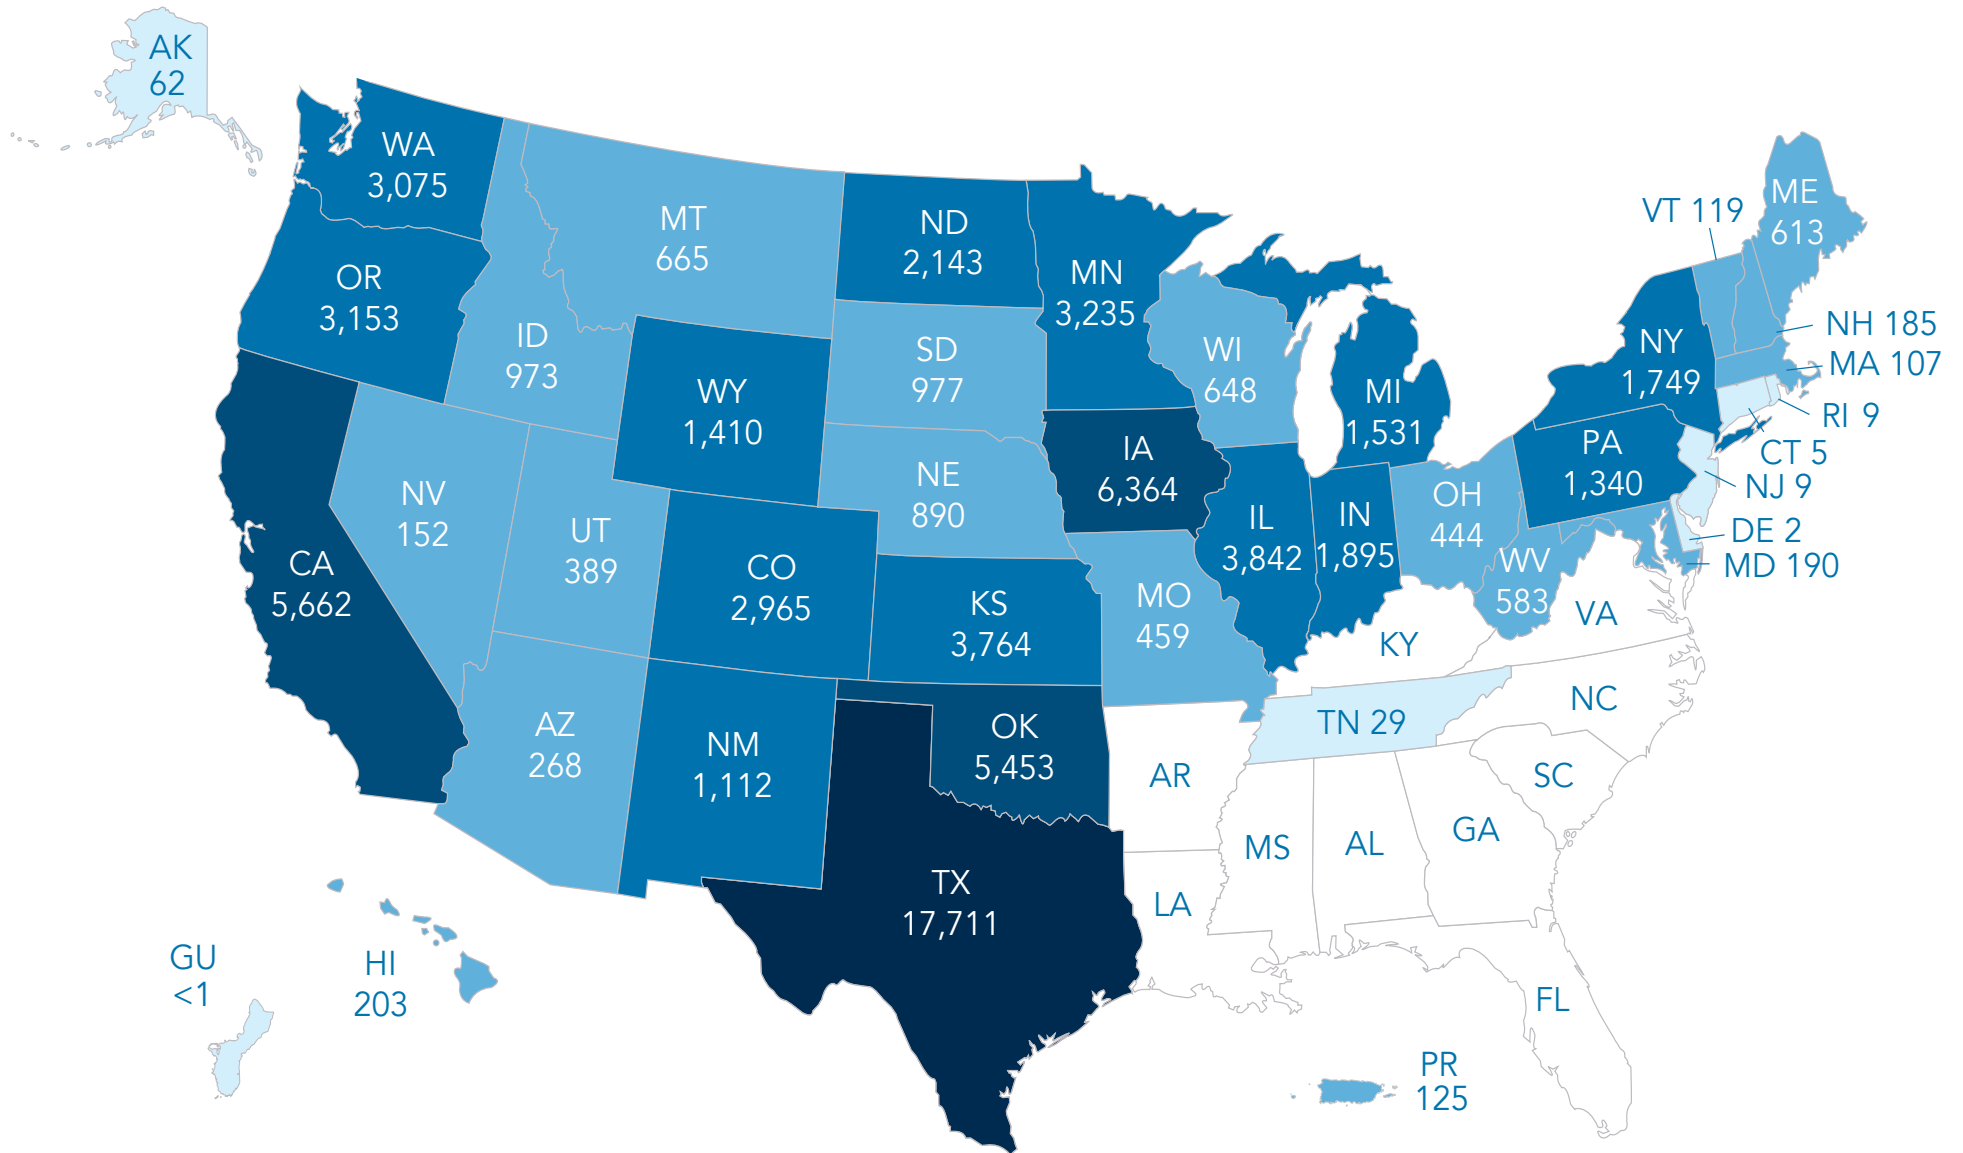 AK
62
WA
3,075
MT
665
ND
2,143
MN
3,235
VT 119
ME
613
OR
3,153
ID
973
SD
977
WI
648
MI
1,531
NY
1,749
NH 185
MA 107
RI 9
CT 5
NJ 9
DE 2
MD 190
WY
1,410
IA
6,364
PA
1,340
NE
890
NV
152
UT
389
CO
2,965
IL
3,842
IN
1,895
OH
444
WV
583
VA
CA
5,662
KS
3,764
MO
459
KY
NC
TN 29
AZ
268
NM
1,112
OK
5,453
AR
SC
MS
AL
GA
TX
17,711
LA
FL
GU
<1
HI
203
PR
125